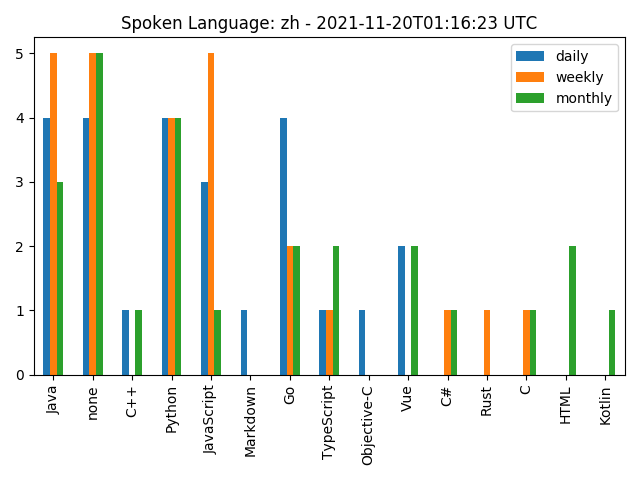 Spoken Language: zh - 2021-11-20T01:16:23 UTC
daily
weekly
monthly
5
4
3
2
1
0
Java
none
C++
Python
JavaScript
Markdown
Go
TypeScript
Objective-C
Vue
C#
Rust
C
HTML
Kotlin